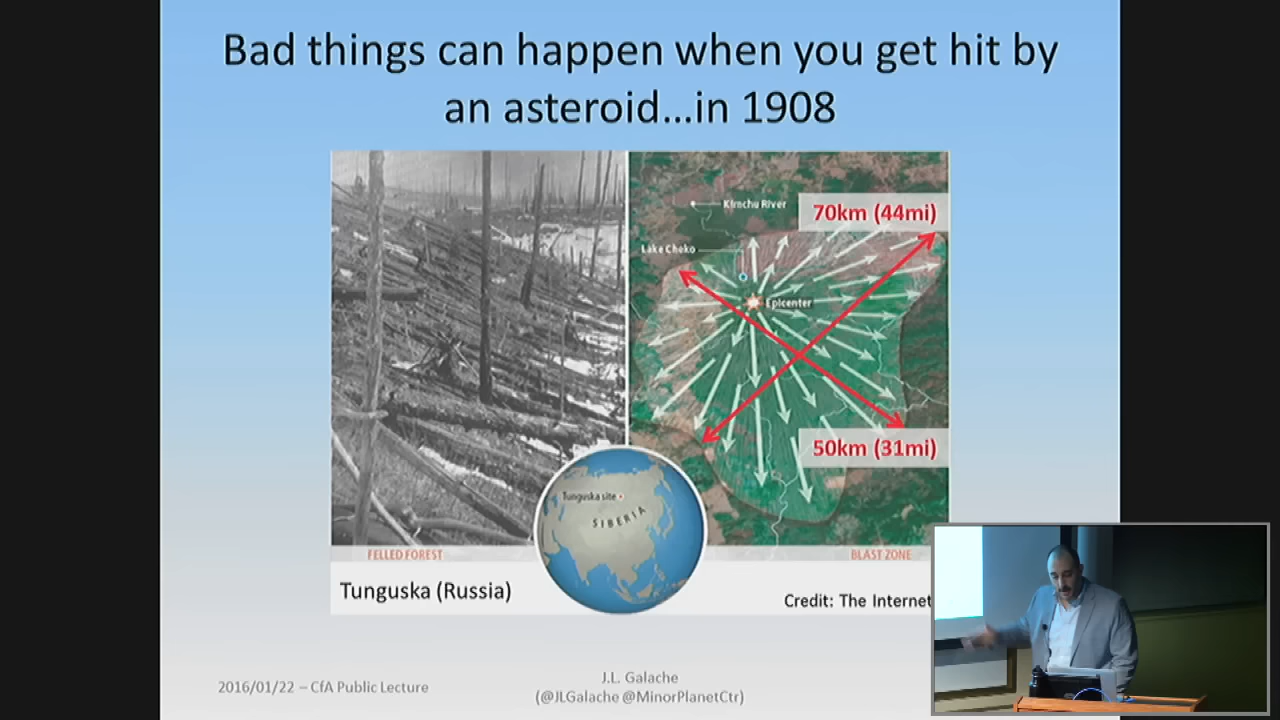 Bad things can happen when you get hit by
an asteroid...in 1908
Kimchu River
70km (44mi)
Lake Cheko
Epicenter
50km (31mi)
Tunguska site
SIBERIA
FELLED FOREST
BLAST ZONE
Tunguska (Russia)
Credit: The Internet
2016/01/22 – CfA Public Lecture
J.L. Galache
(@JLGalache @MinorPlanetCtr)